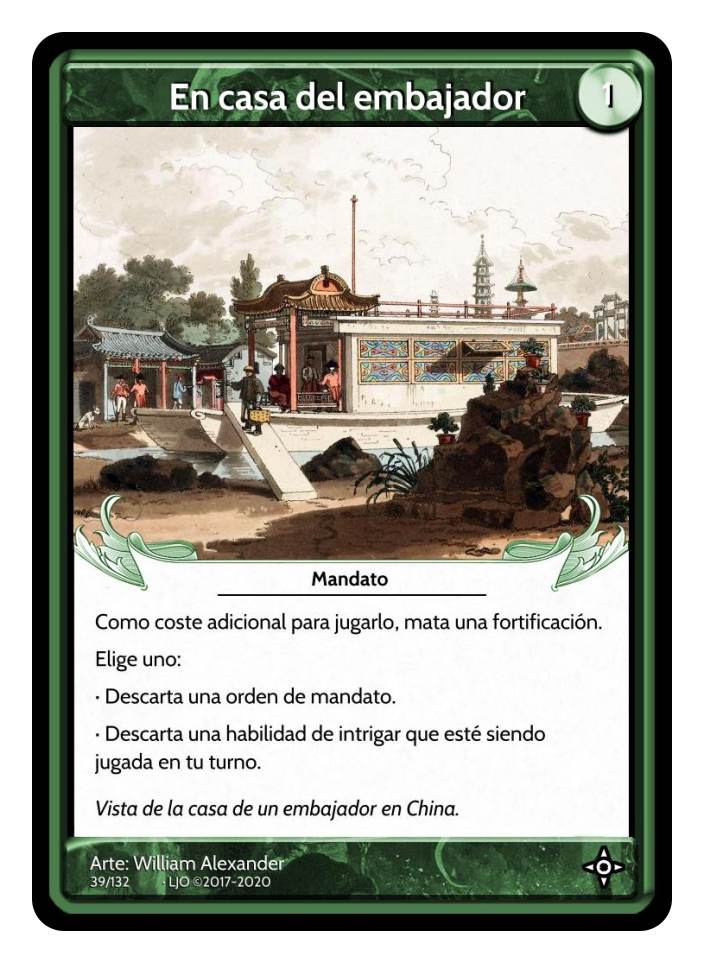 En casa del embajador
1
Mandato
Como coste adicional para jugarlo, mata una fortificación.
Elige uno:
· Descarta una orden de mandato.
· Descarta una habilidad de intrigar que esté siendo
jugada en tu turno.
Vista de la casa de un embajador en China.
Arte: William Alexander
39/132 · LJO ©2017-2020